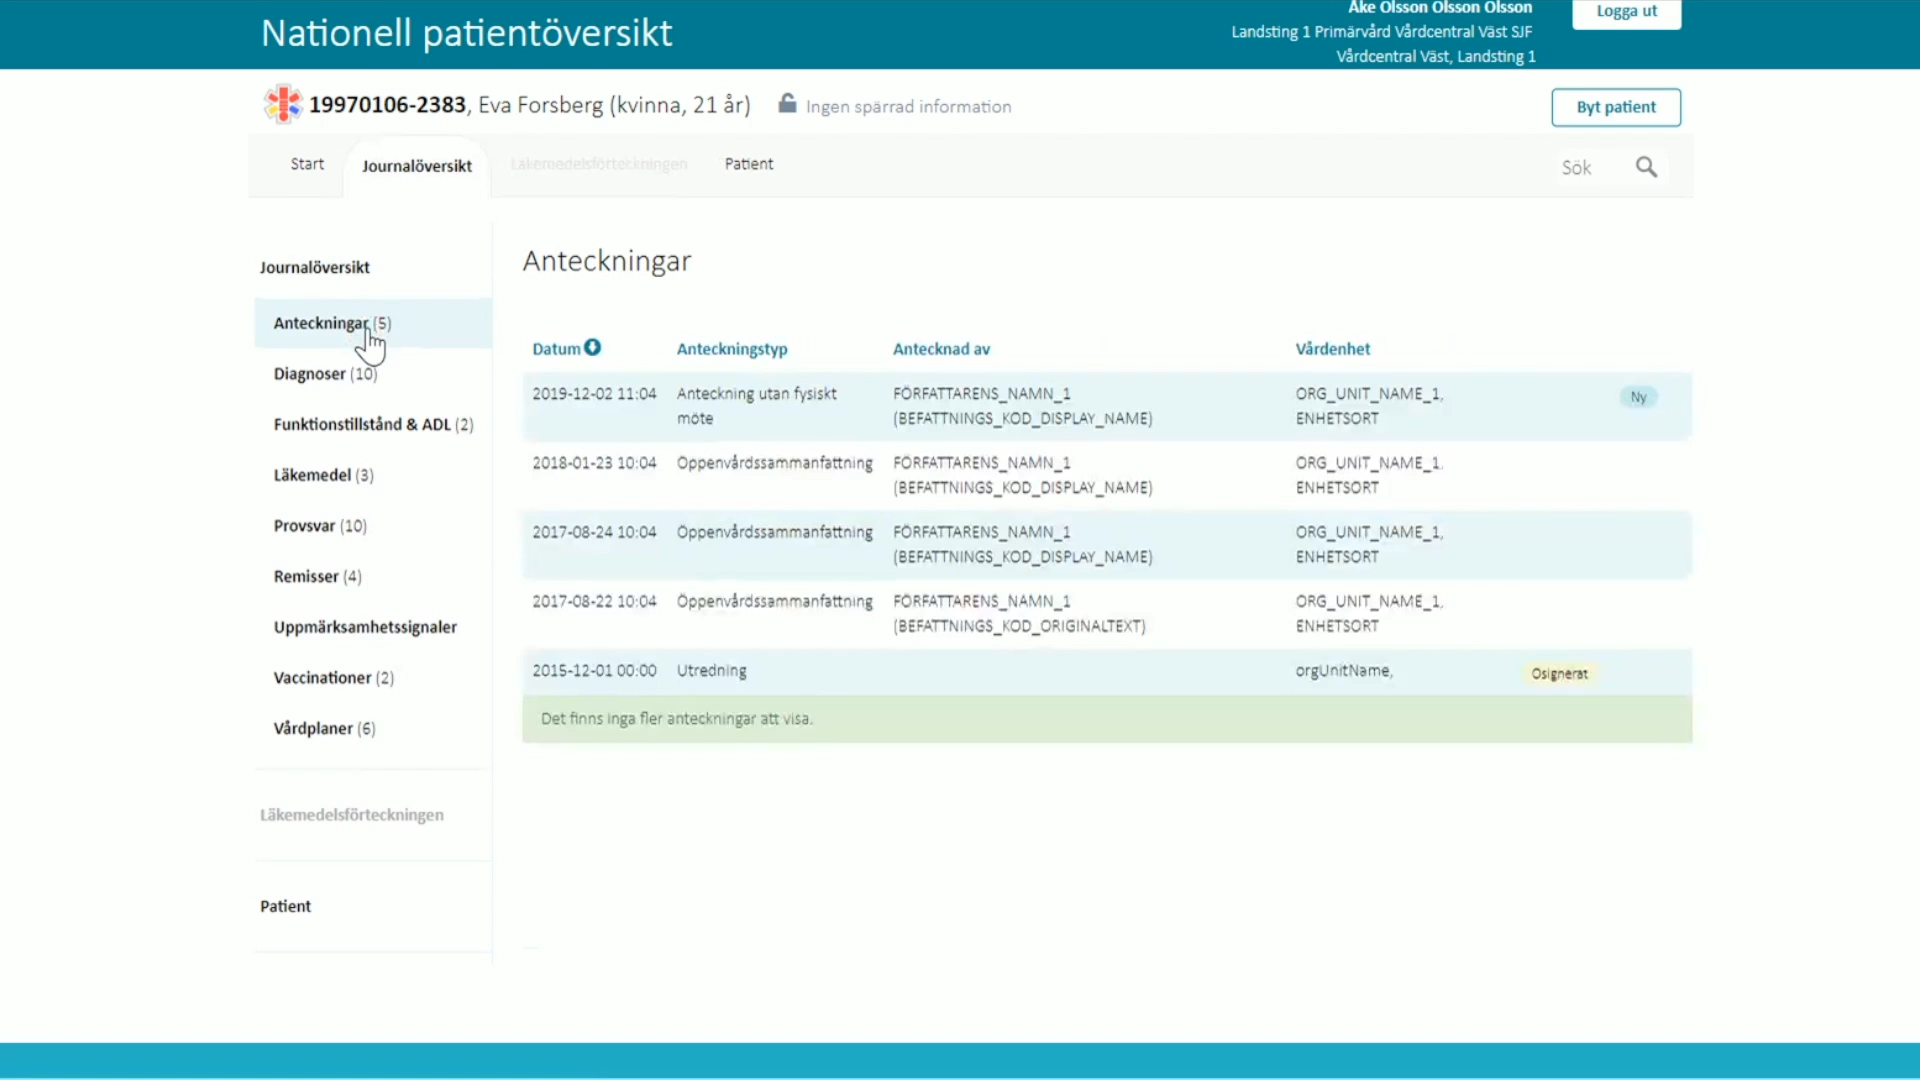 Nationell patientöversikt
Åke Olsson Olsson Olsson
Landsting 1 Primärvård Vårdcentral Väst SJF
Vårdcentral Väst, Landsting 1
Logga ut
19970106-2383, Eva Forsberg (kvinna, 21 år)
Ingen spärrad information
Byt patient
Start
Journalöversikt
Läkemedelsförteckningen
Patient
Sök
Journalöversikt
Anteckningar (5)
Diagnoser (10)
Funktionstillstånd & ADL (2)
Läkemedel (3)
Provsvar (10)
Remisser (4)
Uppmärksamhetssignaler
Vaccinationer (2)
Vårdplaner (6)
Läkemedelsförteckningen
Patient
Anteckningar
Datum Anteckningstyp Antecknad av Vårdenhet
2019-12-02 11:04 Anteckning utan fysiskt FÖRFATTARENS_NAMN_1 ORG_UNIT_NAME_1, Ny
möte (BEFATTNINGS_KOD_DISPLAY_NAME) ENHETSORT
2018-01-23 10:04 Öppenvårdssammanfattning FÖRFATTARENS_NAMN_1 ORG_UNIT_NAME_1,
(BEFATTNINGS_KOD_DISPLAY_NAME) ENHETSORT
2017-08-24 10:04 Öppenvårdssammanfattning FÖRFATTARENS_NAMN_1 ORG_UNIT_NAME_1,
(BEFATTNINGS_KOD_DISPLAY_NAME) ENHETSORT
2017-08-22 10:04 Öppenvårdssammanfattning FÖRFATTARENS_NAMN_1 ORG_UNIT_NAME_1,
(BEFATTNINGS_KOD_ORIGINALTEXT) ENHETSORT
2015-12-01 00:00 Utredning orgUnitName, Osignerat
Det finns inga fler anteckningar att visa.